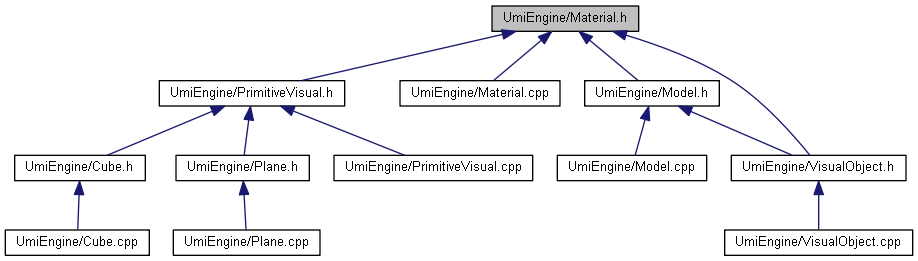 UmiEngine/Material.h
UmiEngine/PrimitiveVisual.h
UmiEngine/Material.cpp
UmiEngine/Model.h
UmiEngine/Cube.h
UmiEngine/Plane.h
UmiEngine/PrimitiveVisual.cpp
UmiEngine/Model.cpp
UmiEngine/VisualObject.h
UmiEngine/Cube.cpp
UmiEngine/Plane.cpp
UmiEngine/VisualObject.cpp